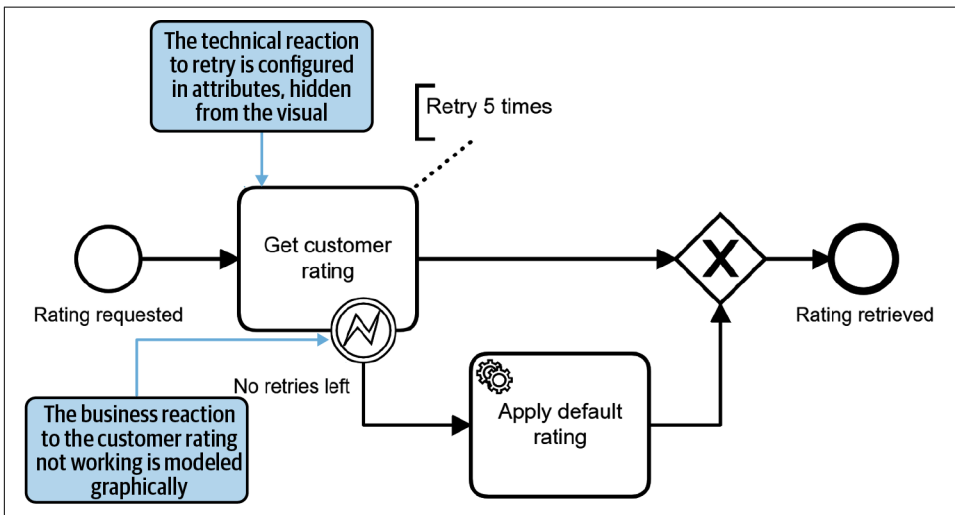 The technical reaction
to retry is configured
in attributes, hidden
from the visual
Retry 5 times
Get customer
rating
X
Rating requested
Rating retrieved
No retries left
Apply default
rating
The business reaction
to the customer rating
not working is modeled
graphically